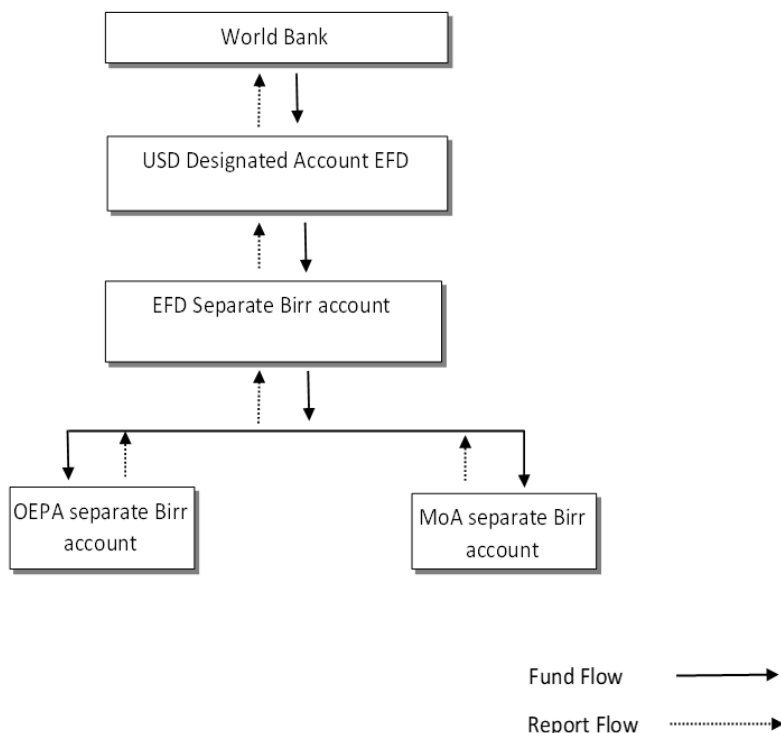 World Bank
USD Designated Account EFD
EFD Separate Birr account
OEPA separate Birr
account
MoA separate Birr
account
Fund Flow
Report Flow